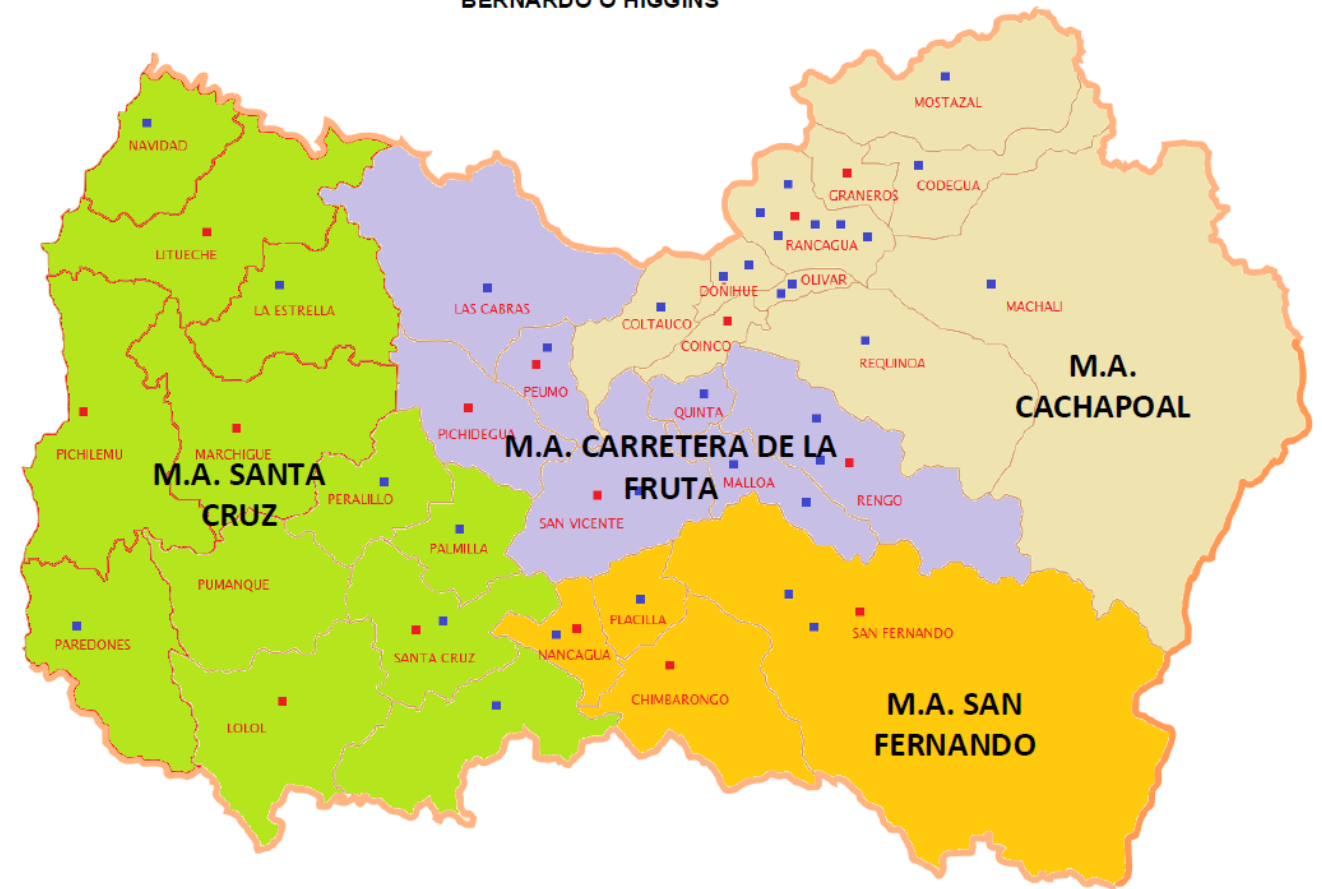 BERNARDO O HIGGINS
MOSTAZAL
NAVIDAD
GRANEROS
CODEGUA
LITUECHE
RANCAGUA
LA ESTRELLA
LAS CABRAS
DOÑIHUE
OLIVAR
MACHALI
COLTAUCO
COINCO
REQUINOA
M.A.
CACHAPOAL
PEUMO
QUINTA
PICHIDEGUA
M.A. CARRETERA DE LA
FRUTA
PICHILEMU
MARCHIGUE
M.A. SANTA
CRUZ
PERALILLO
MALLOA
RENGO
SAN VICENTE
PALMILLA
PUMANQUE
PAREDONES
PLACILLA
SAN FERNANDO
SANTA CRUZ
NANCAGUA
CHIMBARONGO
LOLOL
M.A. SAN
FERNANDO